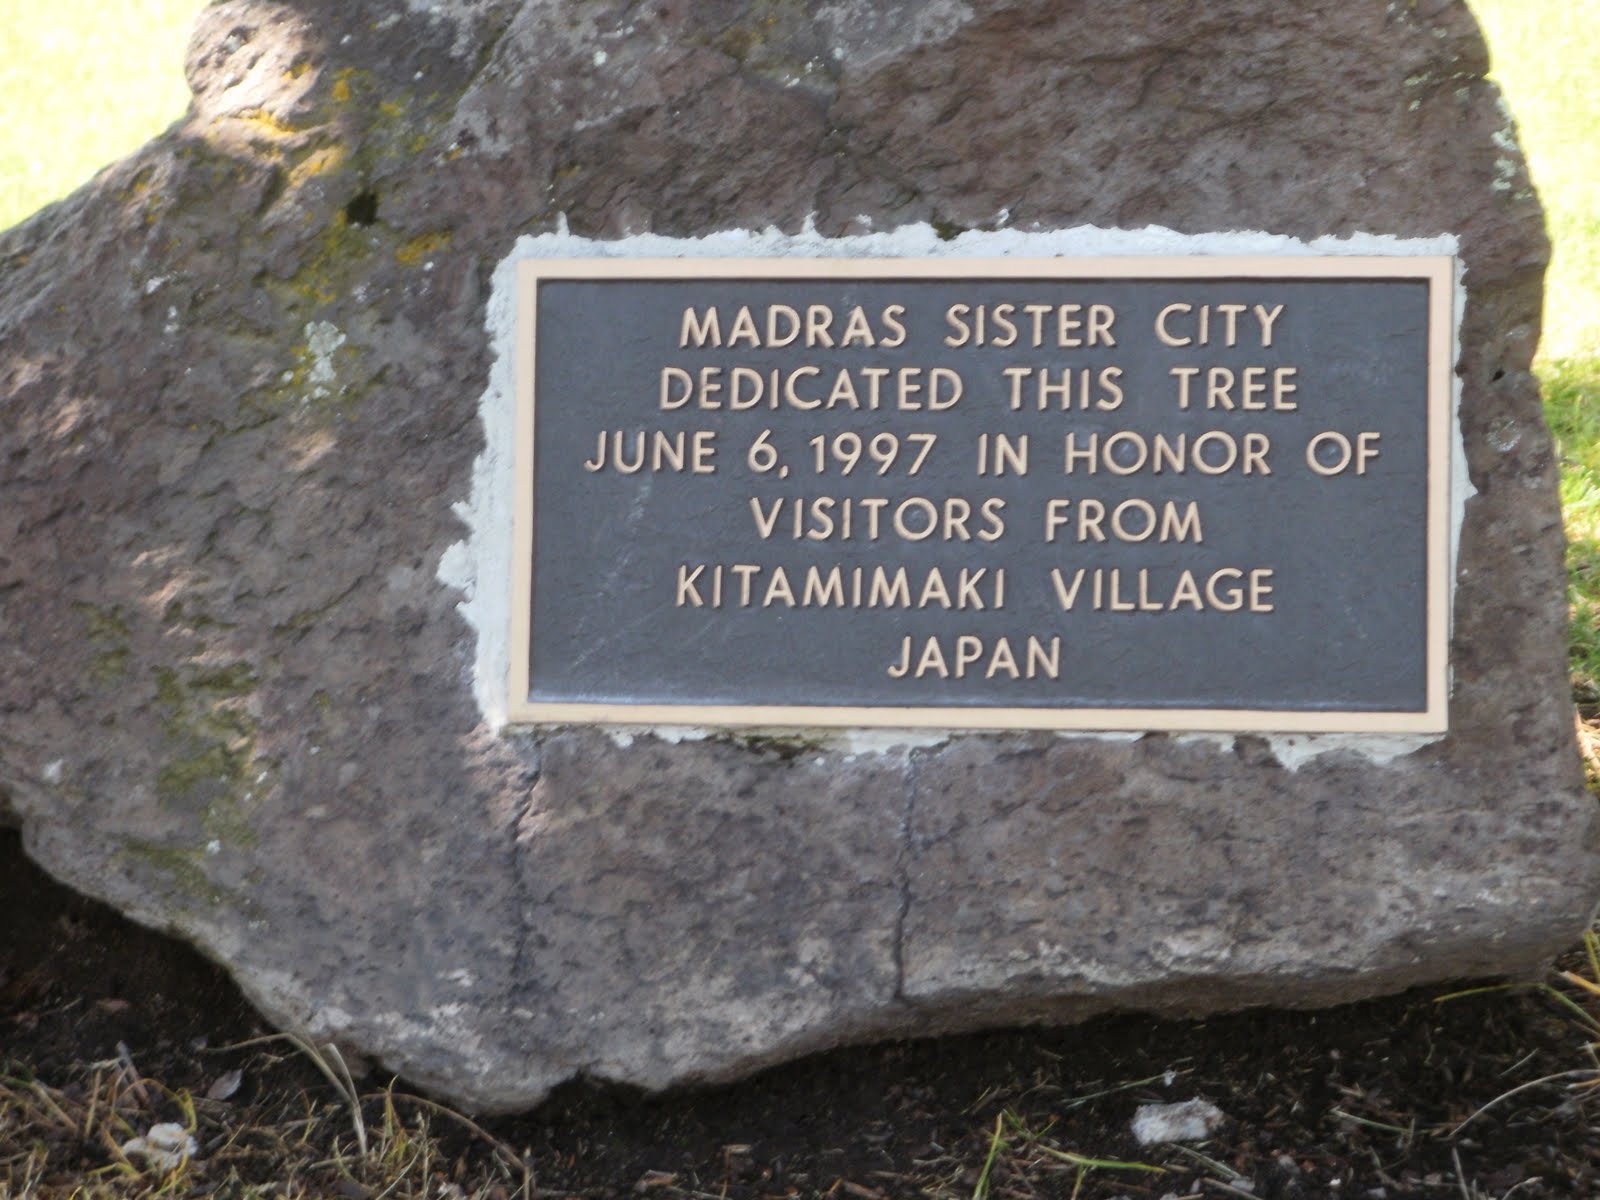 MADRAS SISTER CITY
DEDICATED THIS TREE
JUNE 6, 1997 IN HONOR OF
VISITORS FROM
KITAMIMAKI VILLAGE
JAPAN